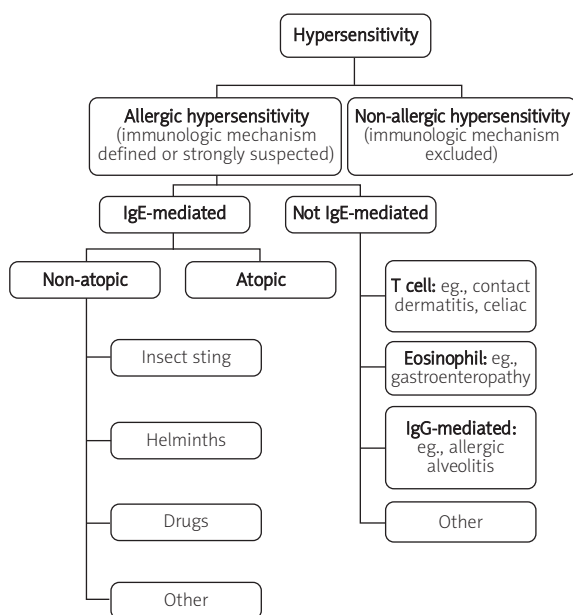 Hypersensitivity
Allergic hypersensitivity
(immunologic mechanism
defined or strongly suspected)
Non-allergic hypersensitivity
(immunologic mechanism
excluded)
IgE-mediated
Not IgE-mediated
Non-atopic
Atopic
Insect sting
Helminths
Drugs
Other
T cell: eg., contact
dermatitis, celiac
Eosinophil: eg.,
gastroenteropathy
IgG-mediated:
eg., allergic
alveolitis
Other